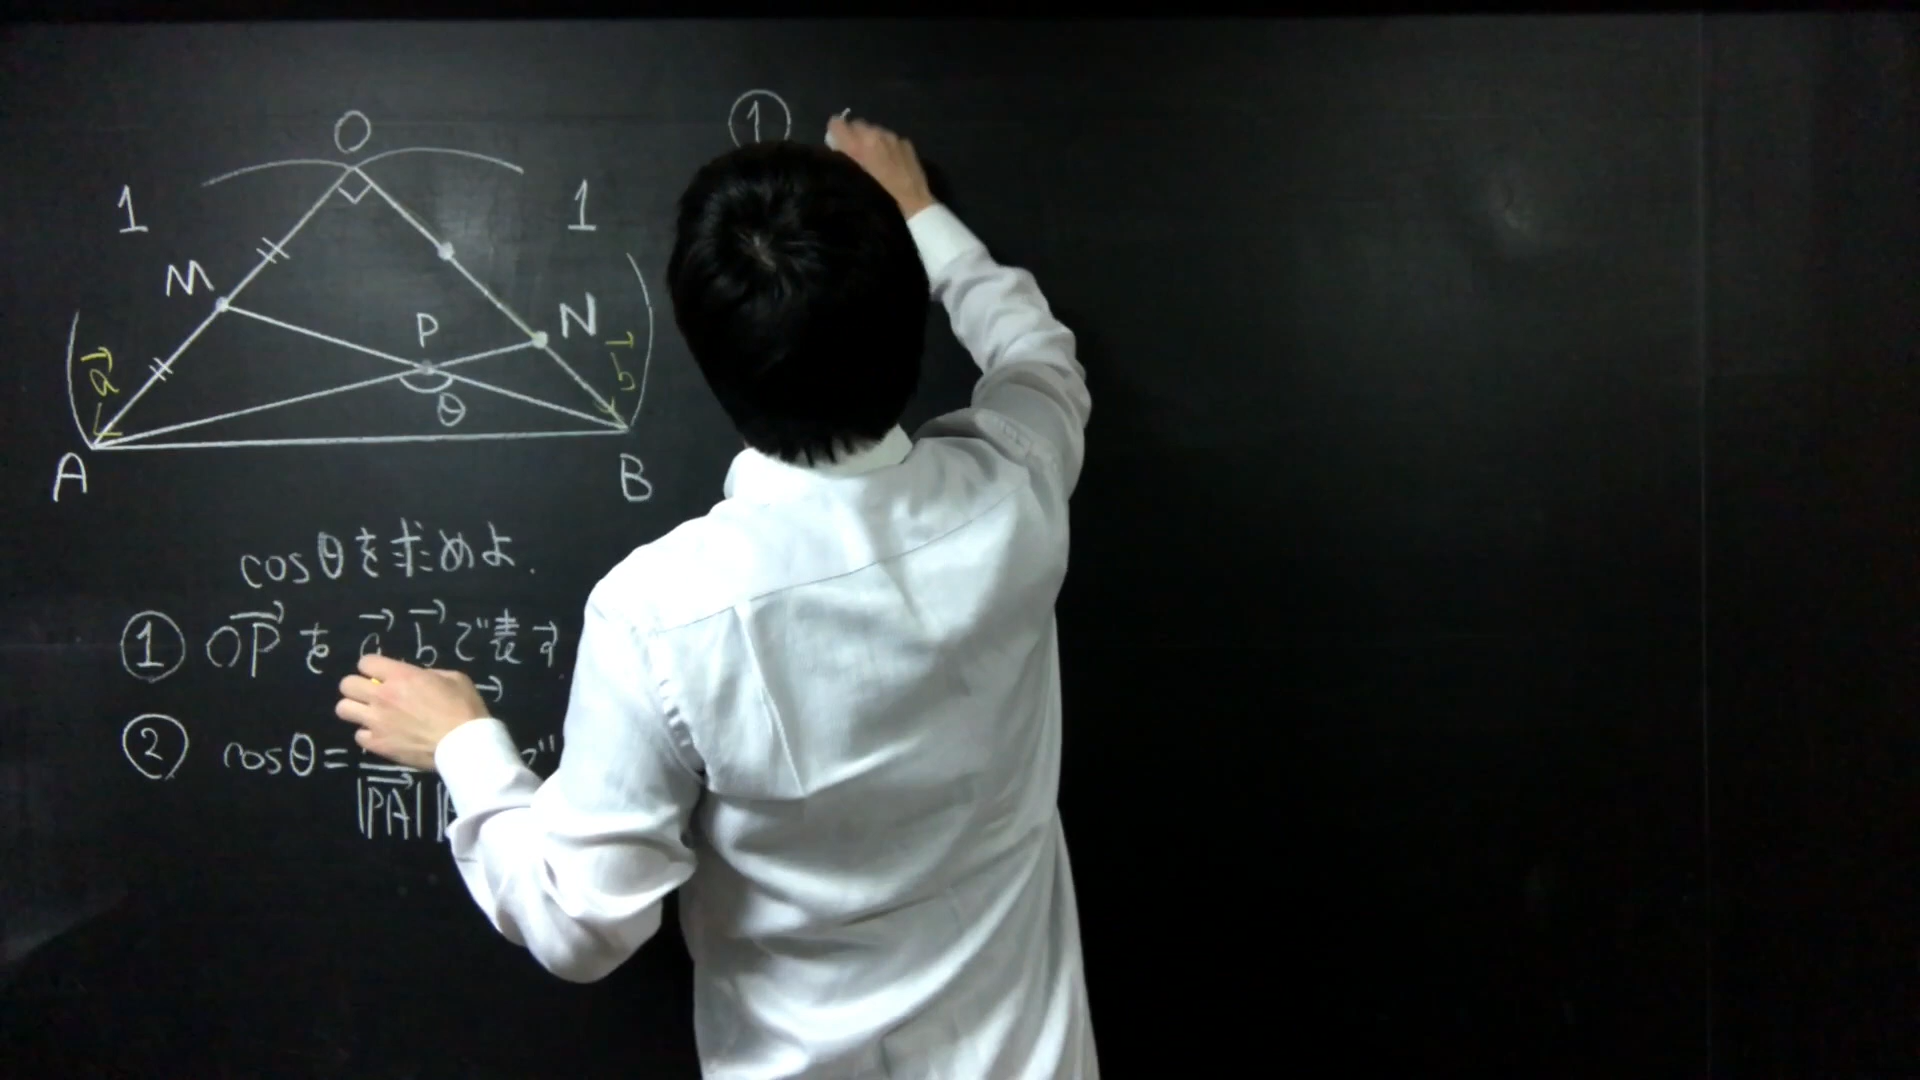 O
1
1
M
P
N
a
b
θ
A
B
cosθを求めよ.
① OPを a, bで表す
② cosθ=
|PA||
①